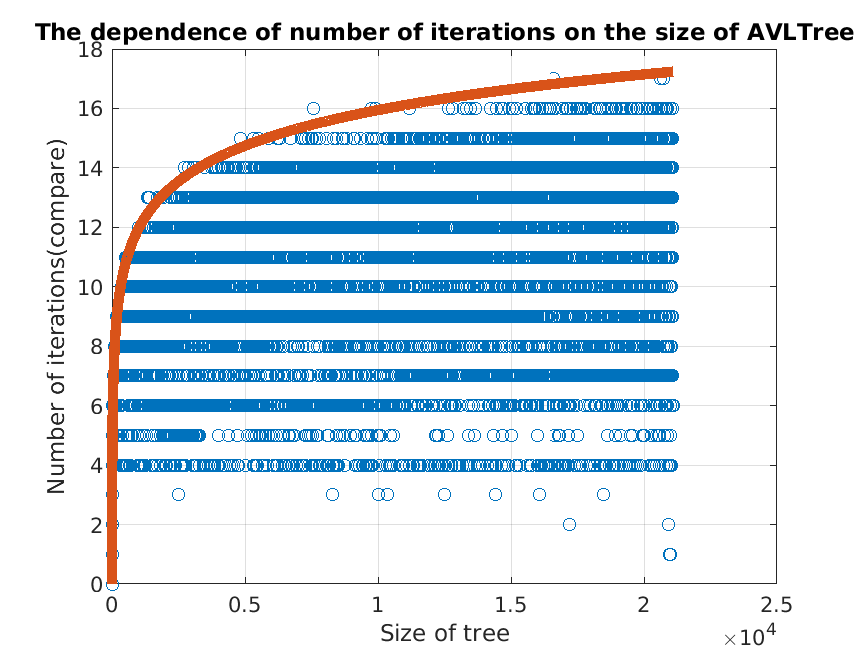 The dependence of number of iterations on the size of AVLTree
18
16
14
12
10
8
6
4
2
0
Number of iterations(compare)
0 0.5 1 1.5 2 2.5
Size of tree
×10^4